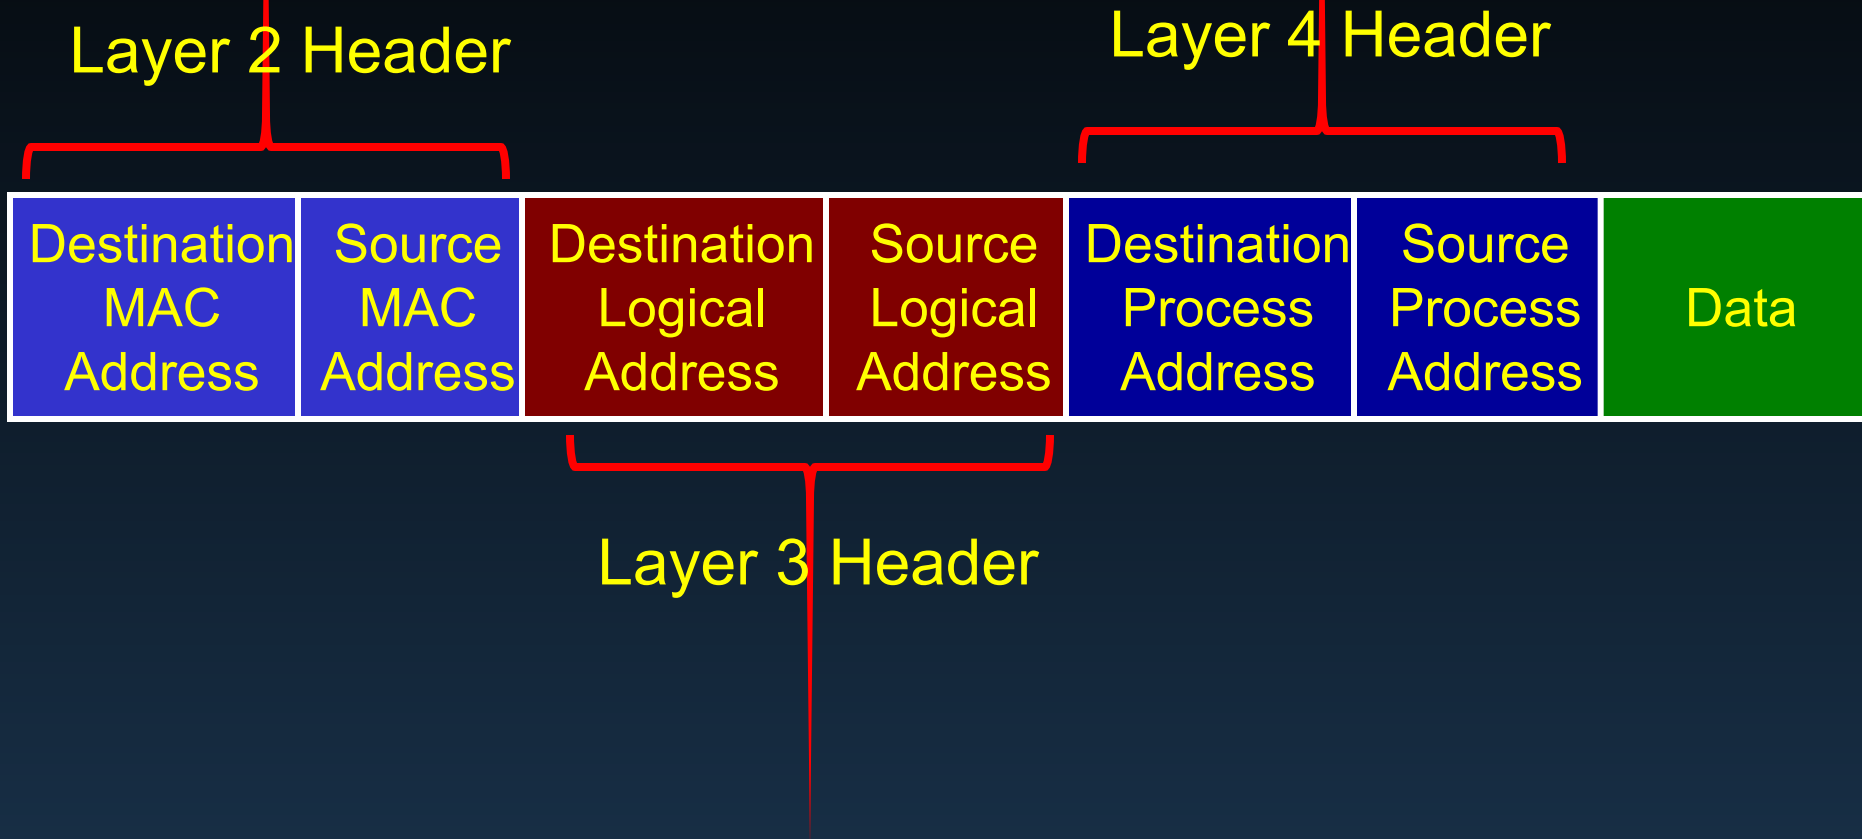 Layer 2 Header
Layer 4 Header
Destination
MAC
Address
Source
MAC
Address
Destination
Logical
Address
Source
Logical
Address
Destination
Process
Address
Source
Process
Address
Data
Layer 3 Header